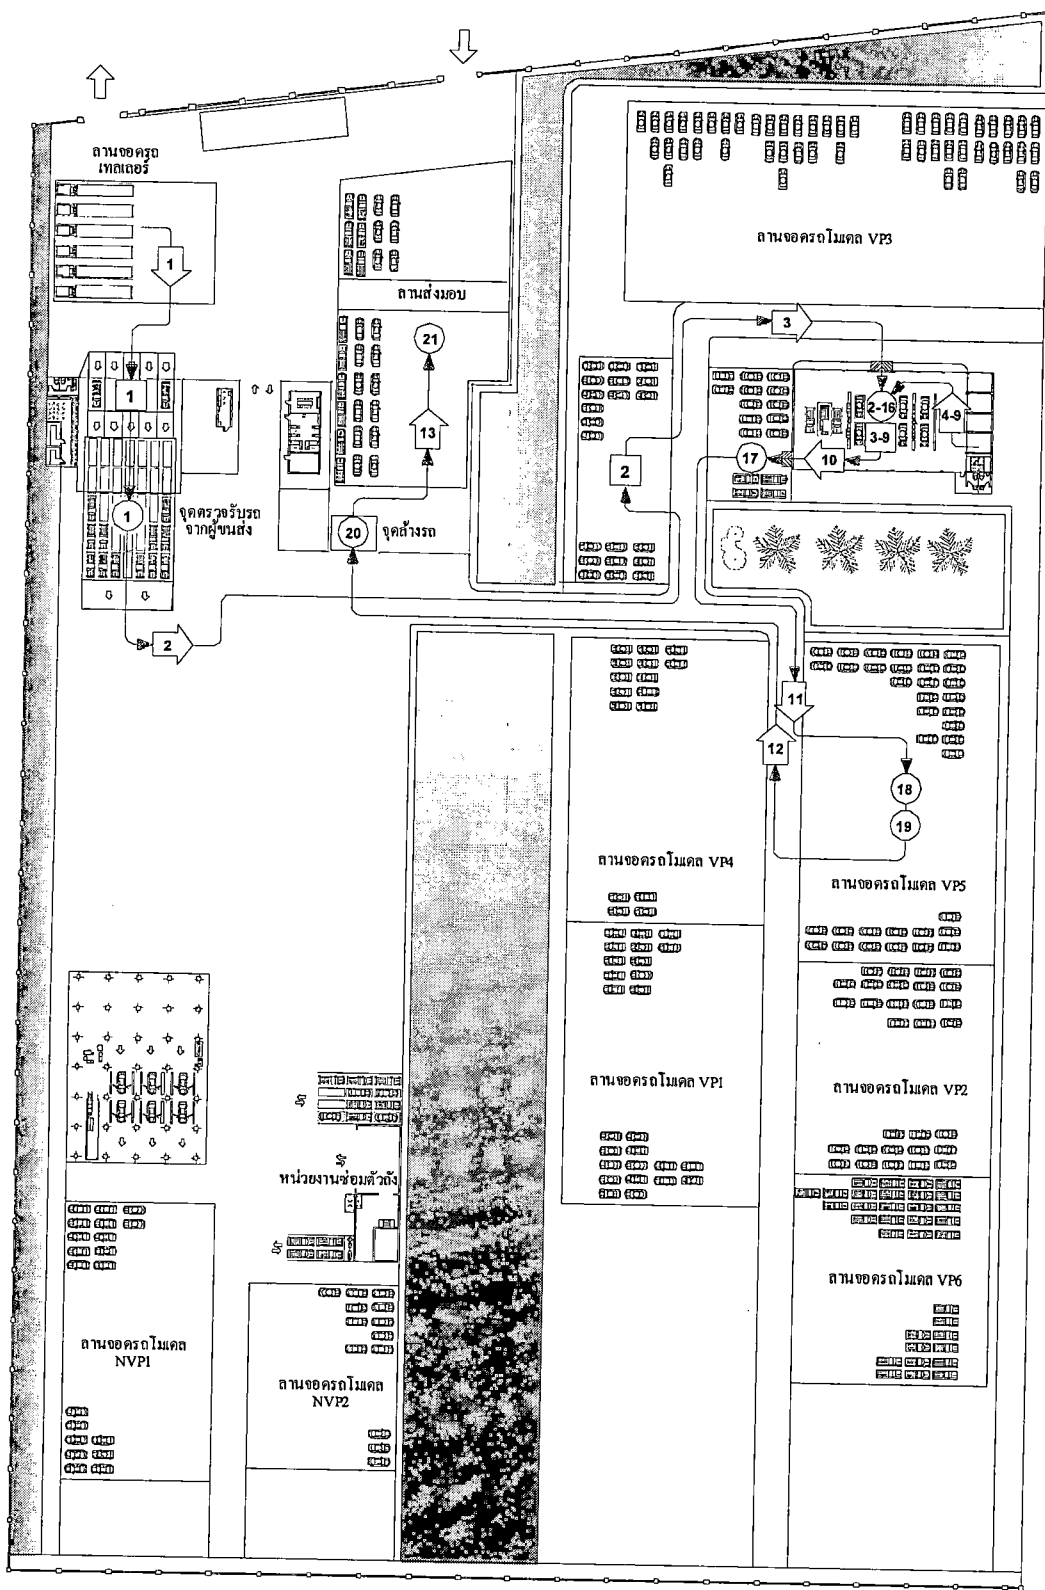 ลานจอดรถ
เทลเลอร์
1
ลานจอดรถโมเดล VP3
ลานส่งมอบ
3
21
1
2-16
4-9
13
3-9
17
10
2
1
จุดตรวจรับรถ
จากผู้ขนส่ง
20
จุดล้างรถ
2
11
12
18
19
ลานจอดรถโมเดล VP4
ลานจอดรถโมเดล VP5
ลานจอดรถโมเดล VP1
ลานจอดรถโมเดล VP2
หน่วยงานซ่อมตัวถัง
ลานจอดรถโมเดล VP6
ลานจอดรถโมเดล
NVP1
ลานจอดรถโมเดล
NVP2